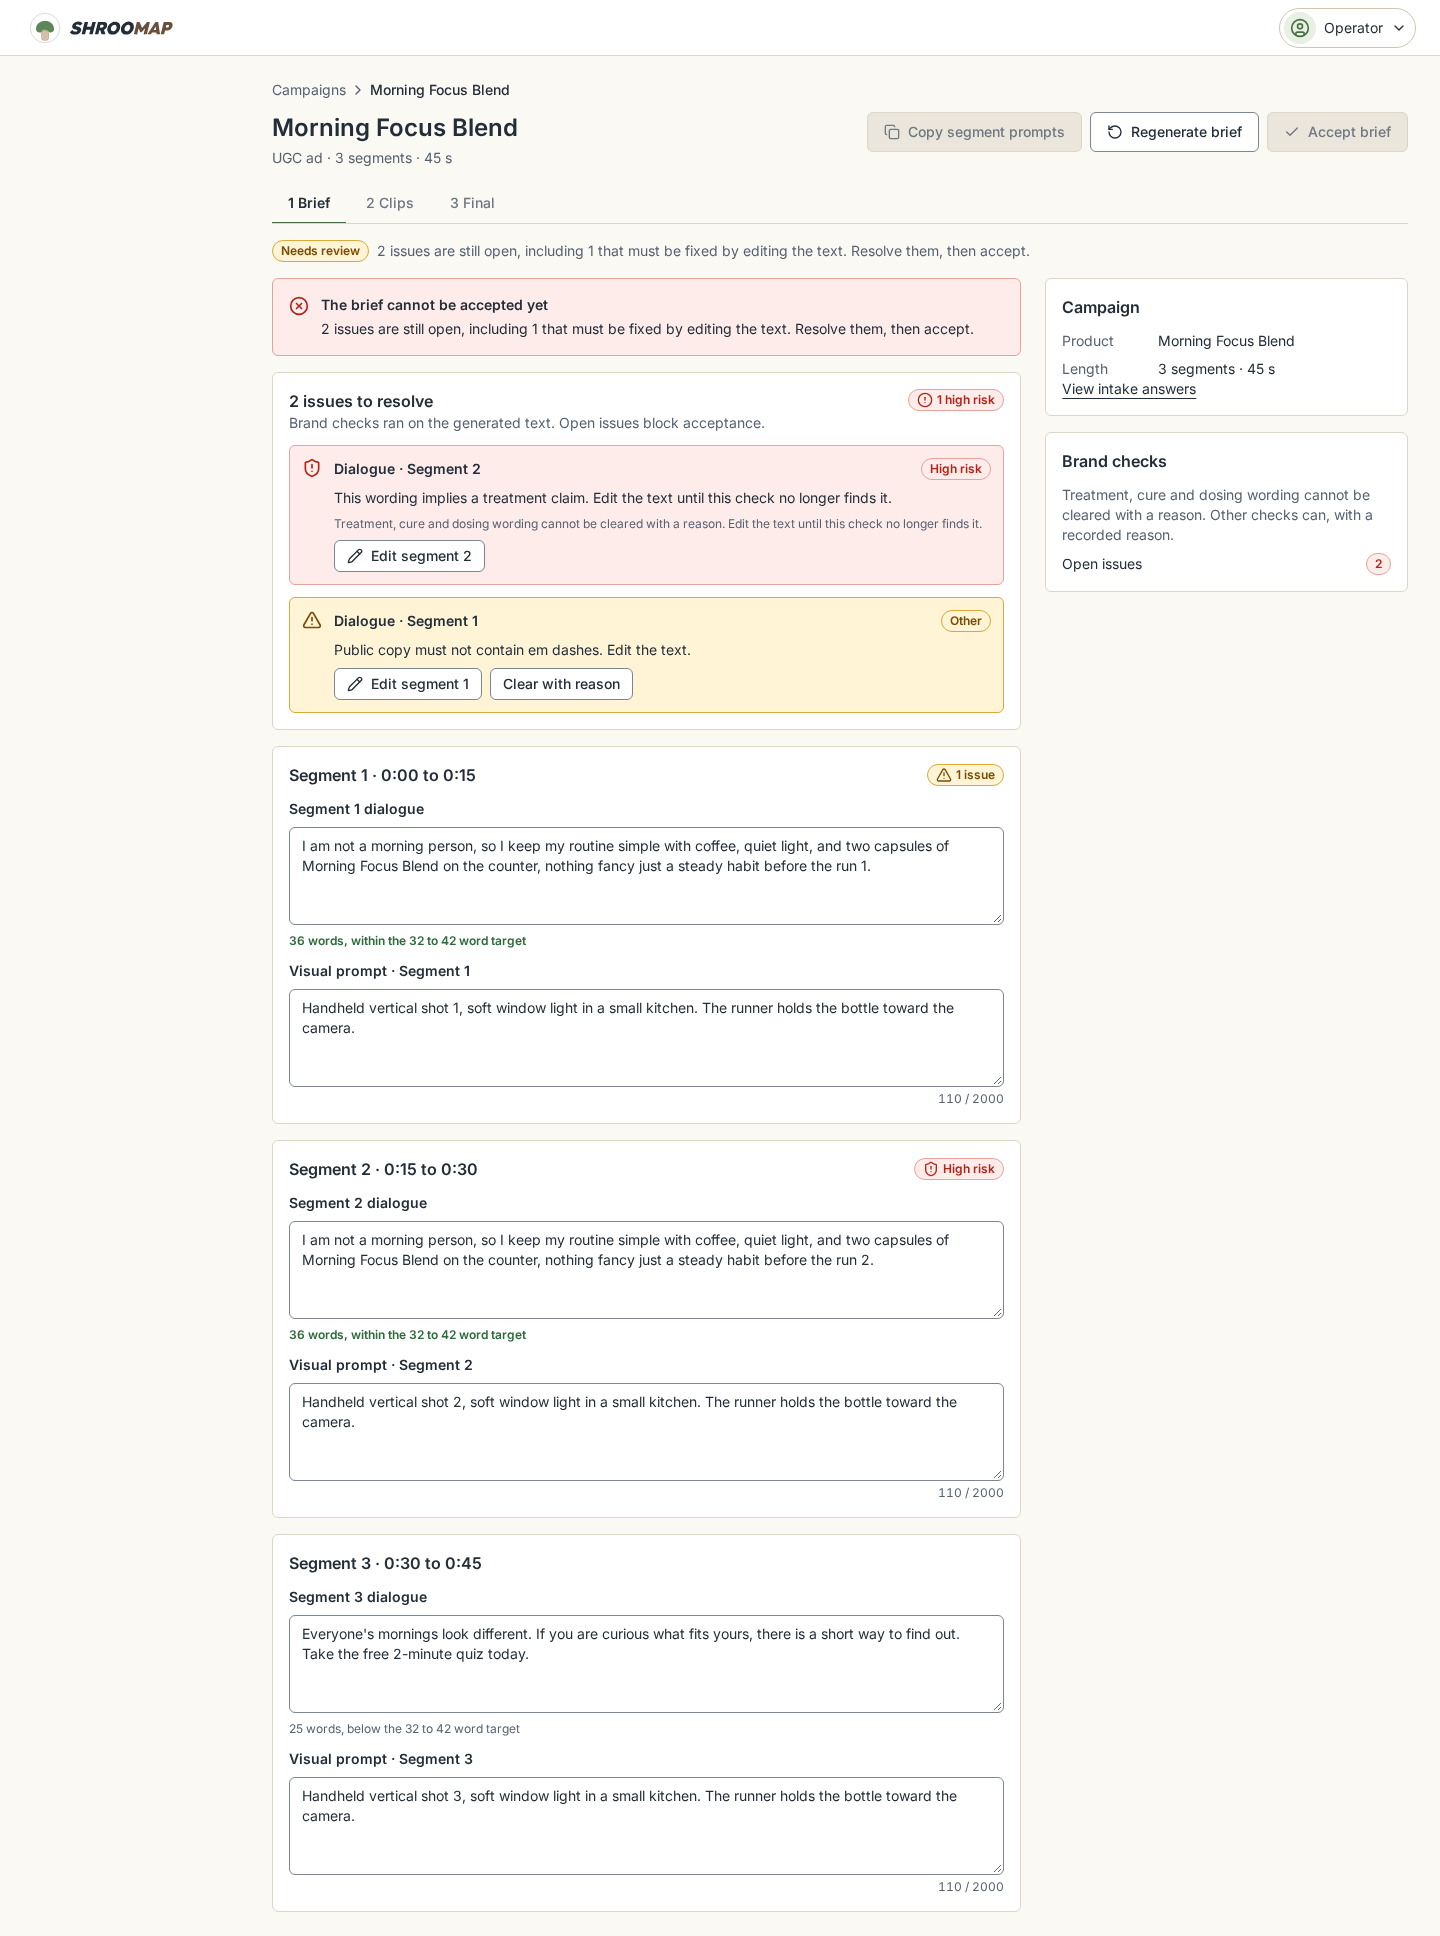 SHROOMAP
Operator
Campaigns > Morning Focus Blend
Morning Focus Blend
UGC ad · 3 segments · 45 s
Copy segment prompts
Regenerate brief
Accept brief
1 Brief
2 Clips
3 Final
Needs review
2 issues are still open, including 1 that must be fixed by editing the text. Resolve them, then accept.
The brief cannot be accepted yet
2 issues are still open, including 1 that must be fixed by editing the text. Resolve them, then accept.
2 issues to resolve
1 high risk
Brand checks ran on the generated text. Open issues block acceptance.
Dialogue · Segment 2
High risk
This wording implies a treatment claim. Edit the text until this check no longer finds it.
Treatment, cure and dosing wording cannot be cleared with a reason. Edit the text until this check no longer finds it.
Edit segment 2
Dialogue · Segment 1
Other
Public copy must not contain em dashes. Edit the text.
Edit segment 1
Clear with reason
Segment 1 · 0:00 to 0:15
1 issue
Segment 1 dialogue
I am not a morning person, so I keep my routine simple with coffee, quiet light, and two capsules of
Morning Focus Blend on the counter, nothing fancy just a steady habit before the run 1.
36 words, within the 32 to 42 word target
Visual prompt · Segment 1
Handheld vertical shot 1, soft window light in a small kitchen. The runner holds the bottle toward the
camera.
110 / 2000
Segment 2 · 0:15 to 0:30
High risk
Segment 2 dialogue
I am not a morning person, so I keep my routine simple with coffee, quiet light, and two capsules of
Morning Focus Blend on the counter, nothing fancy just a steady habit before the run 2.
36 words, within the 32 to 42 word target
Visual prompt · Segment 2
Handheld vertical shot 2, soft window light in a small kitchen. The runner holds the bottle toward the
camera.
110 / 2000
Segment 3 · 0:30 to 0:45
Segment 3 dialogue
Everyone's mornings look different. If you are curious what fits yours, there is a short way to find out.
Take the free 2-minute quiz today.
25 words, below the 32 to 42 word target
Visual prompt · Segment 3
Handheld vertical shot 3, soft window light in a small kitchen. The runner holds the bottle toward the
camera.
110 / 2000
Campaign
Product Morning Focus Blend
Length 3 segments · 45 s
View intake answers
Brand checks
Treatment, cure and dosing wording cannot be
cleared with a reason. Other checks can, with a
recorded reason.
Open issues 2